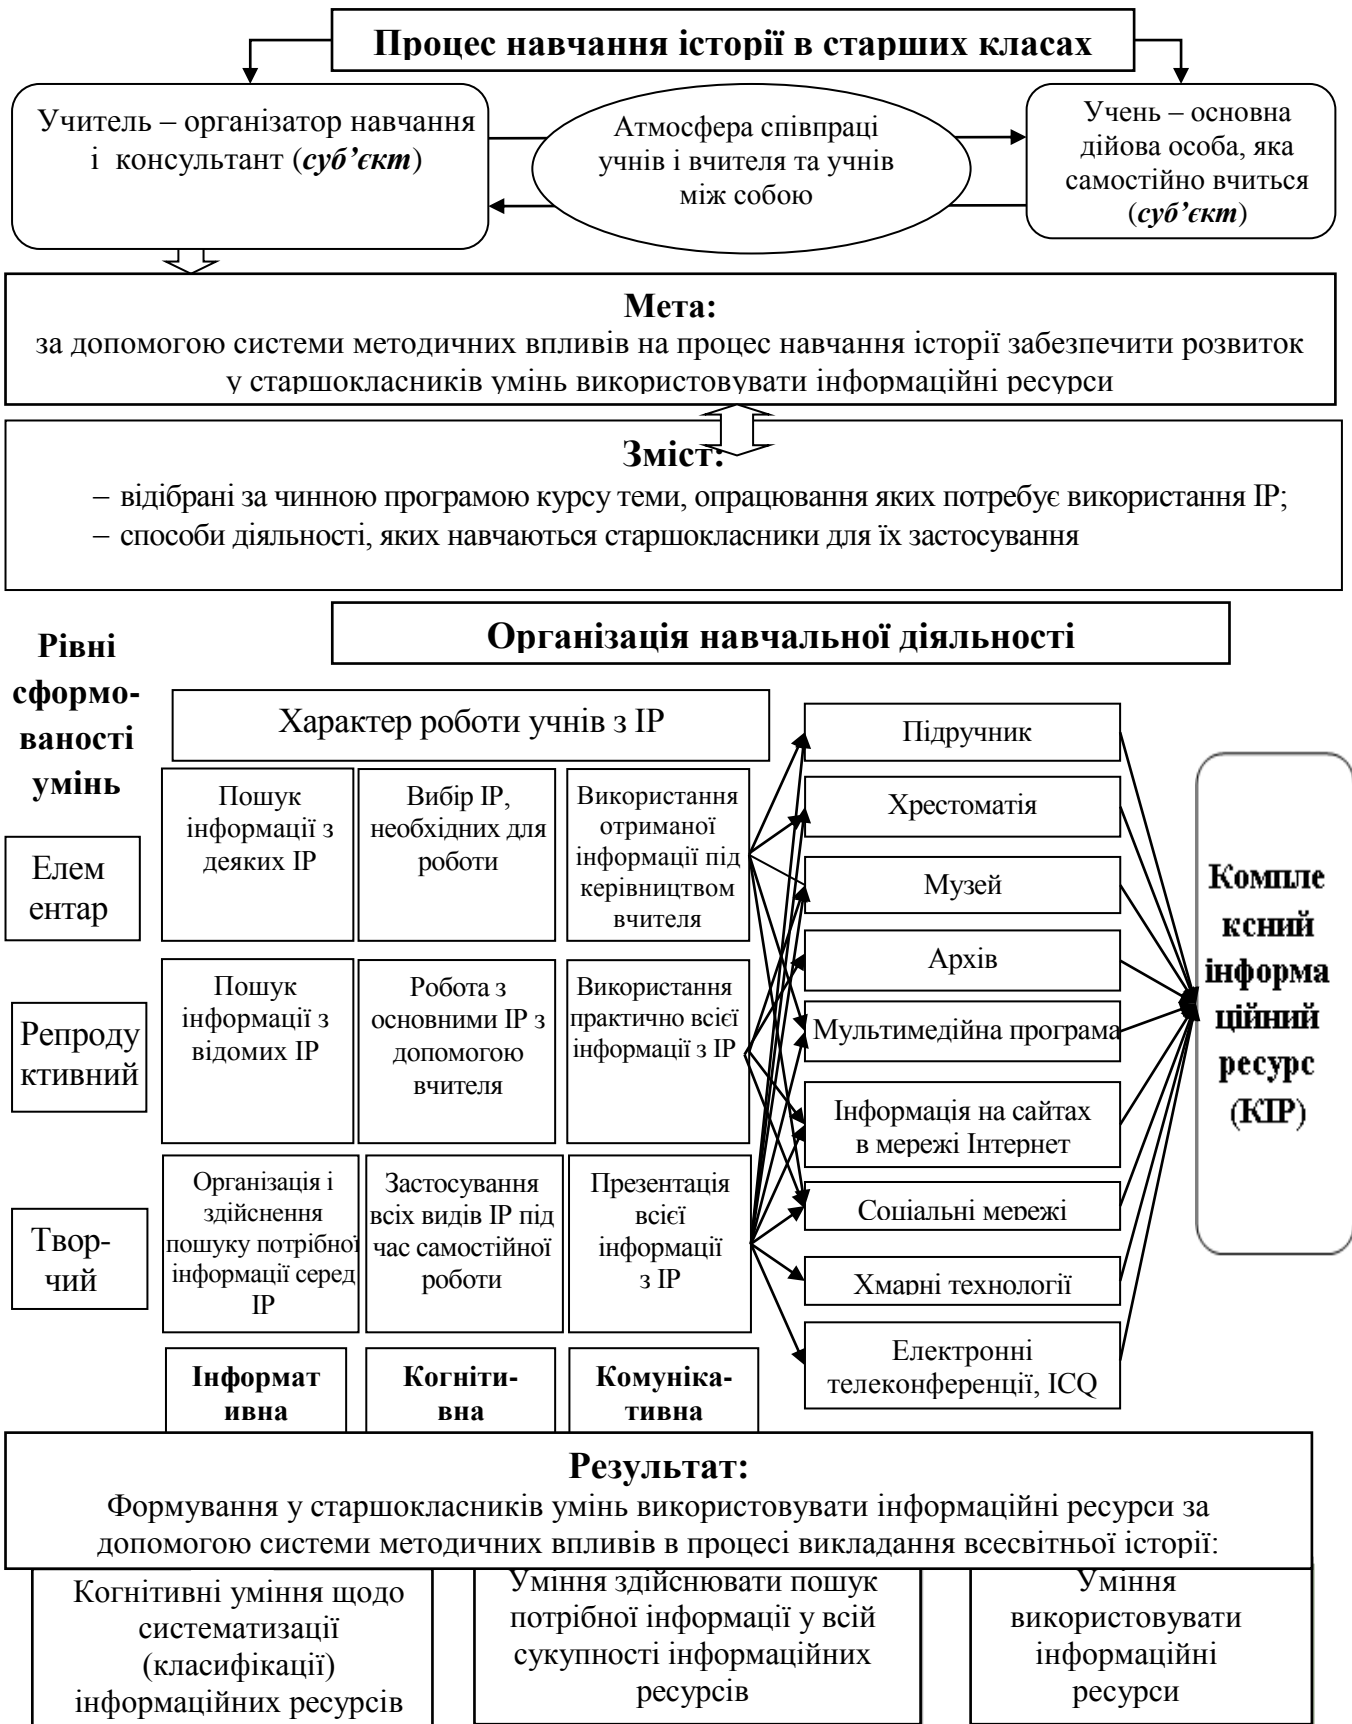 Процес навчання історії в старших класах
Учитель – організатор навчання
і консультант (суб’єкт)
Атмосфера співпраці
учнів і вчителя та учнів
між собою
Учень – основна
дійова особа, яка
самостійно вчиться
(суб’єкт)
Мета:
за допомогою системи методичних впливів на процес навчання історії забезпечити розвиток
у старшокласників умінь використовувати інформаційні ресурси
Зміст:
– відібрані за чинною програмою курсу теми, опрацювання яких потребує використання ІР;
– способи діяльності, яких навчаються старшокласники для їх застосування
Організація навчальної діяльності
Рівні
сформо-
ваності
умінь
Характер роботи учнів з ІР
Елем
ентар
Пошук
інформації з
деяких ІР
Вибір ІР,
необхідних для
роботи
Використання
отриманої
інформації під
керівництвом
вчителя
Репроду
ктивний
Пошук
інформації з
відомих ІР
Робота з
основними ІР з
допомогою
вчителя
Використання
практично всієї
інформації з ІР
Твор-
чий
Організація і
здійснення
пошуку потрібної
інформації серед
ІР
Застосування
всіх видів ІР під
час самостійної
роботи
Презентація
всієї
інформації
з ІР
Інформат
ивна
Когніти-
вна
Комуніка-
тивна
Підручник
Хрестоматія
Музей
Архів
Мультимедійна програма
Інформація на сайтах
в мережі Інтернет
Соціальні мережі
Хмарні технології
Електронні
телеконференції, ICQ
Компле
ксний
інформа
ційний
ресурс
(КІР)
Результат:
Формування у старшокласників умінь використовувати інформаційні ресурси за
допомогою системи методичних впливів в процесі викладання всесвітньої історії:
Когнітивні уміння щодо
систематизації
(класифікації)
інформаційних ресурсів
Уміння здійснювати пошук
потрібної інформації у всій
сукупності інформаційних
ресурсів
Уміння
використовувати
інформаційні
ресурси